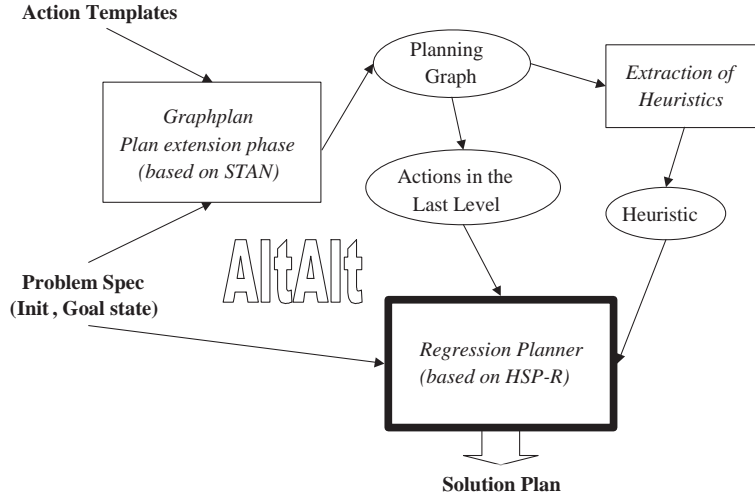 Action Templates
Planning
Graph
Extraction of
Heuristics
Graphplan
Plan extension phase
(based on STAN)
Actions in the
Last Level
Heuristic
AltAlt
Problem Spec
(Init , Goal state)
Regression Planner
(based on HSP-R)
Solution Plan